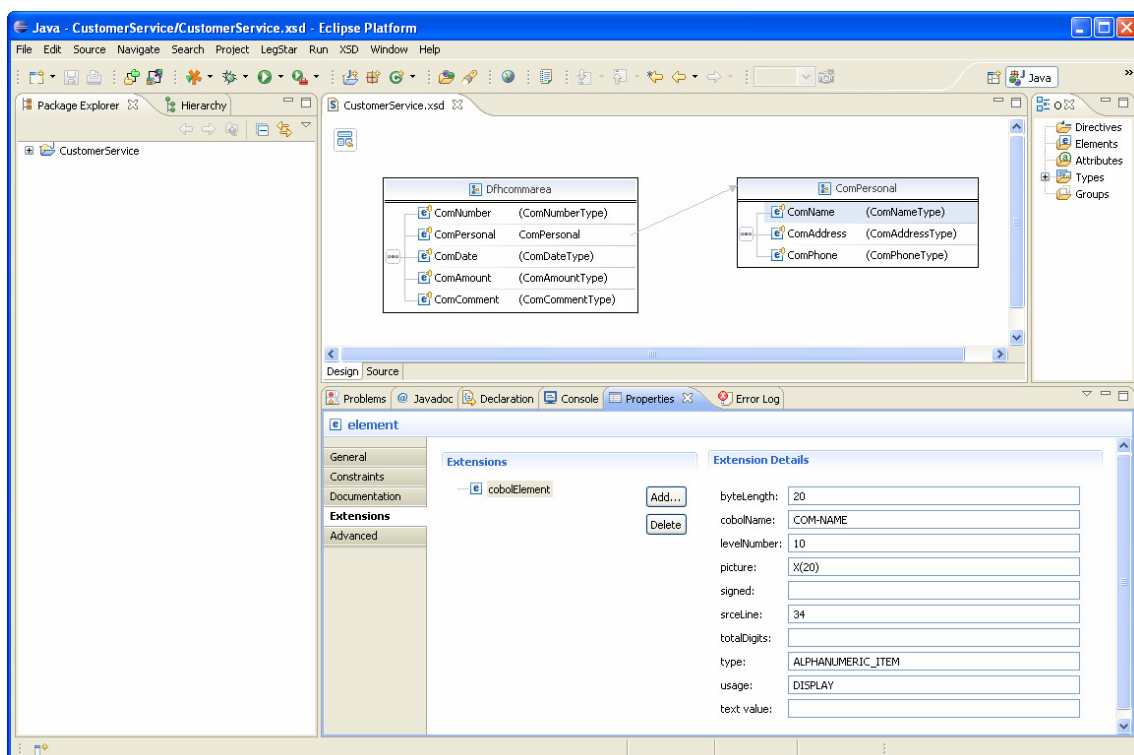 Java - CustomerService/CustomerService.xsd - Eclipse Platform
File Edit Source Navigate Search Project LegStar Run XSD Window Help
Java »
Package Explorer Hierarchy
CustomerService
CustomerService.xsd
Dfhcommarea
ComNumber (ComNumberType)
ComPersonal ComPersonal
ComDate (ComDateType)
ComAmount (ComAmountType)
ComComment (ComCommentType)
ComPersonal
ComName (ComNameType)
ComAddress (ComAddressType)
ComPhone (ComPhoneType)
Design Source
O
Directives
Elements
Attributes
Types
Groups
Problems @ Javadoc Declaration Console Properties Error Log
element
General
Constraints
Documentation
Extensions
Advanced
Extensions
cobolElement
Add...
Delete
Extension Details
byteLength: 20
cobolName: COM-NAME
levelNumber: 10
picture: X(20)
signed:
srceLine: 34
totalDigits:
type: ALPHANUMERIC_ITEM
usage: DISPLAY
text value: